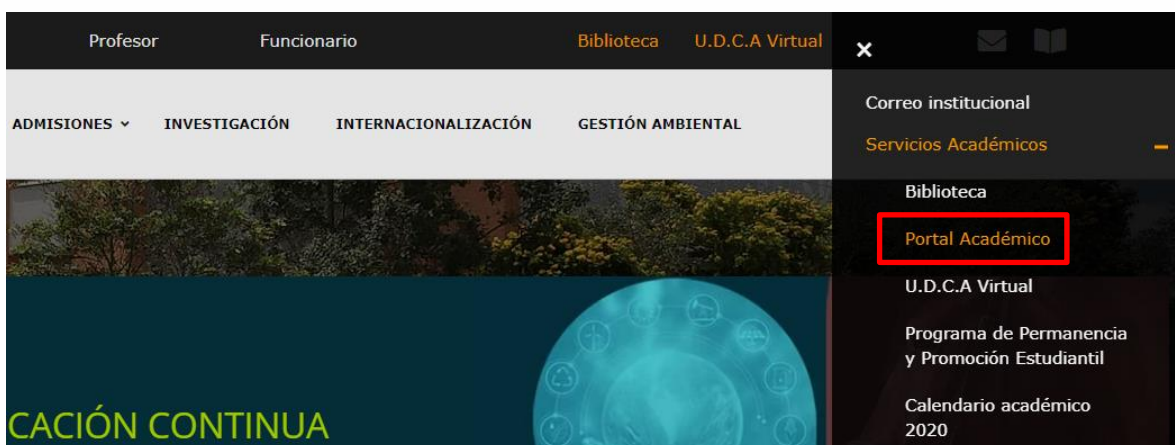 Profesor Funcionario Biblioteca U.D.C.A Virtual
×
ADMISIONES INVESTIGACIÓN INTERNACIONALIZACIÓN GESTIÓN AMBIENTAL
Correo institucional
Servicios Académicos
Biblioteca
Portal Académico
U.D.C.A Virtual
Programa de Permanencia
y Promoción Estudiantil
Calendario académico
2020
CACIÓN CONTINUA